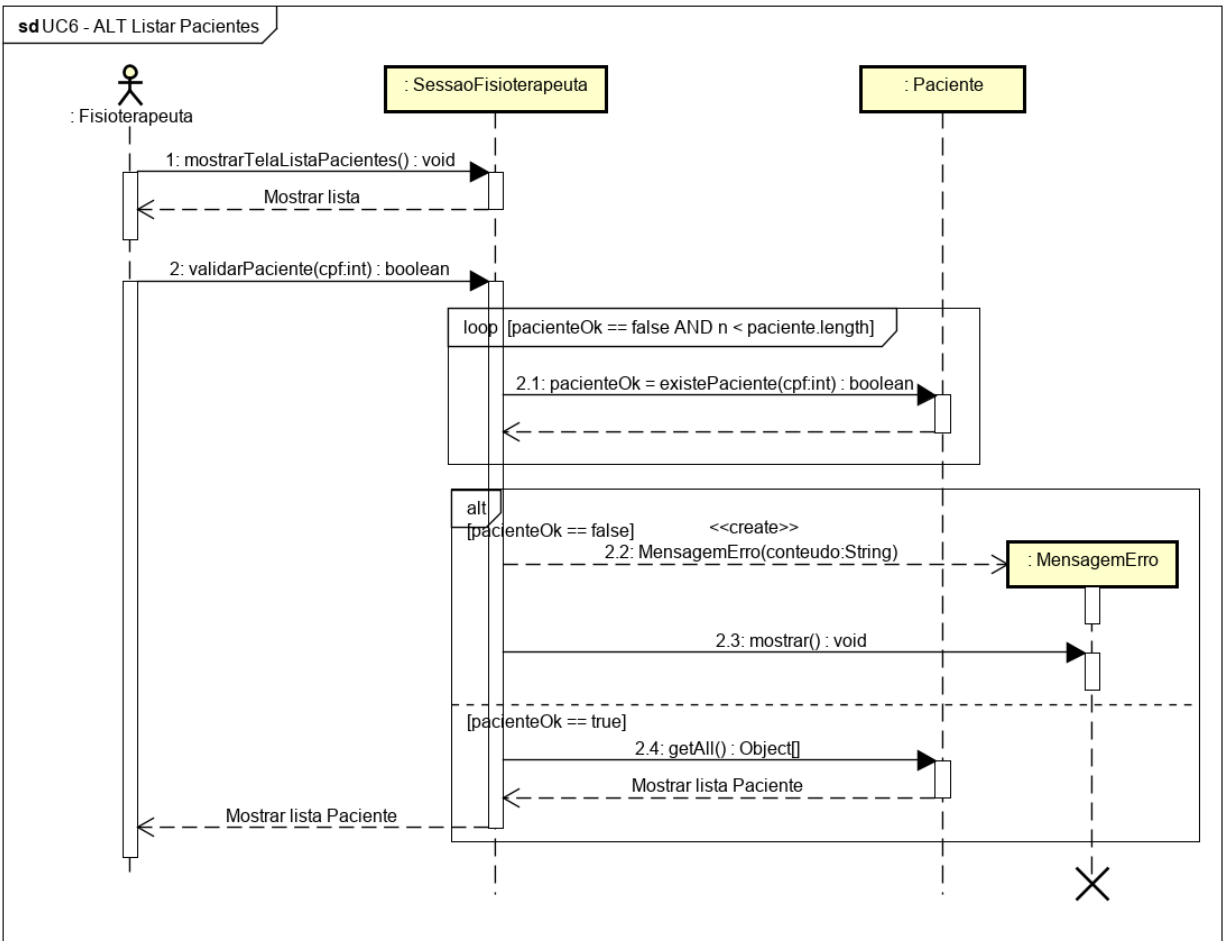 sd UC6 - ALT Listar Pacientes
: Fisioterapeuta
: SessaoFisioterapeuta
: Paciente
1: mostrarTelaListaPacientes() : void
Mostrar lista
2: validarPaciente(cpf:int) : boolean
loop [pacienteOk == false AND n < paciente.length]
2.1: pacienteOk = existePaciente(cpf:int) : boolean
alt
[pacienteOk == false]
<<create>>
2.2: MensagemErro(conteudo:String)
: MensagemErro
2.3: mostrar() : void
[pacienteOk == true]
2.4: getAll() : Object[]
Mostrar lista Paciente
Mostrar lista Paciente